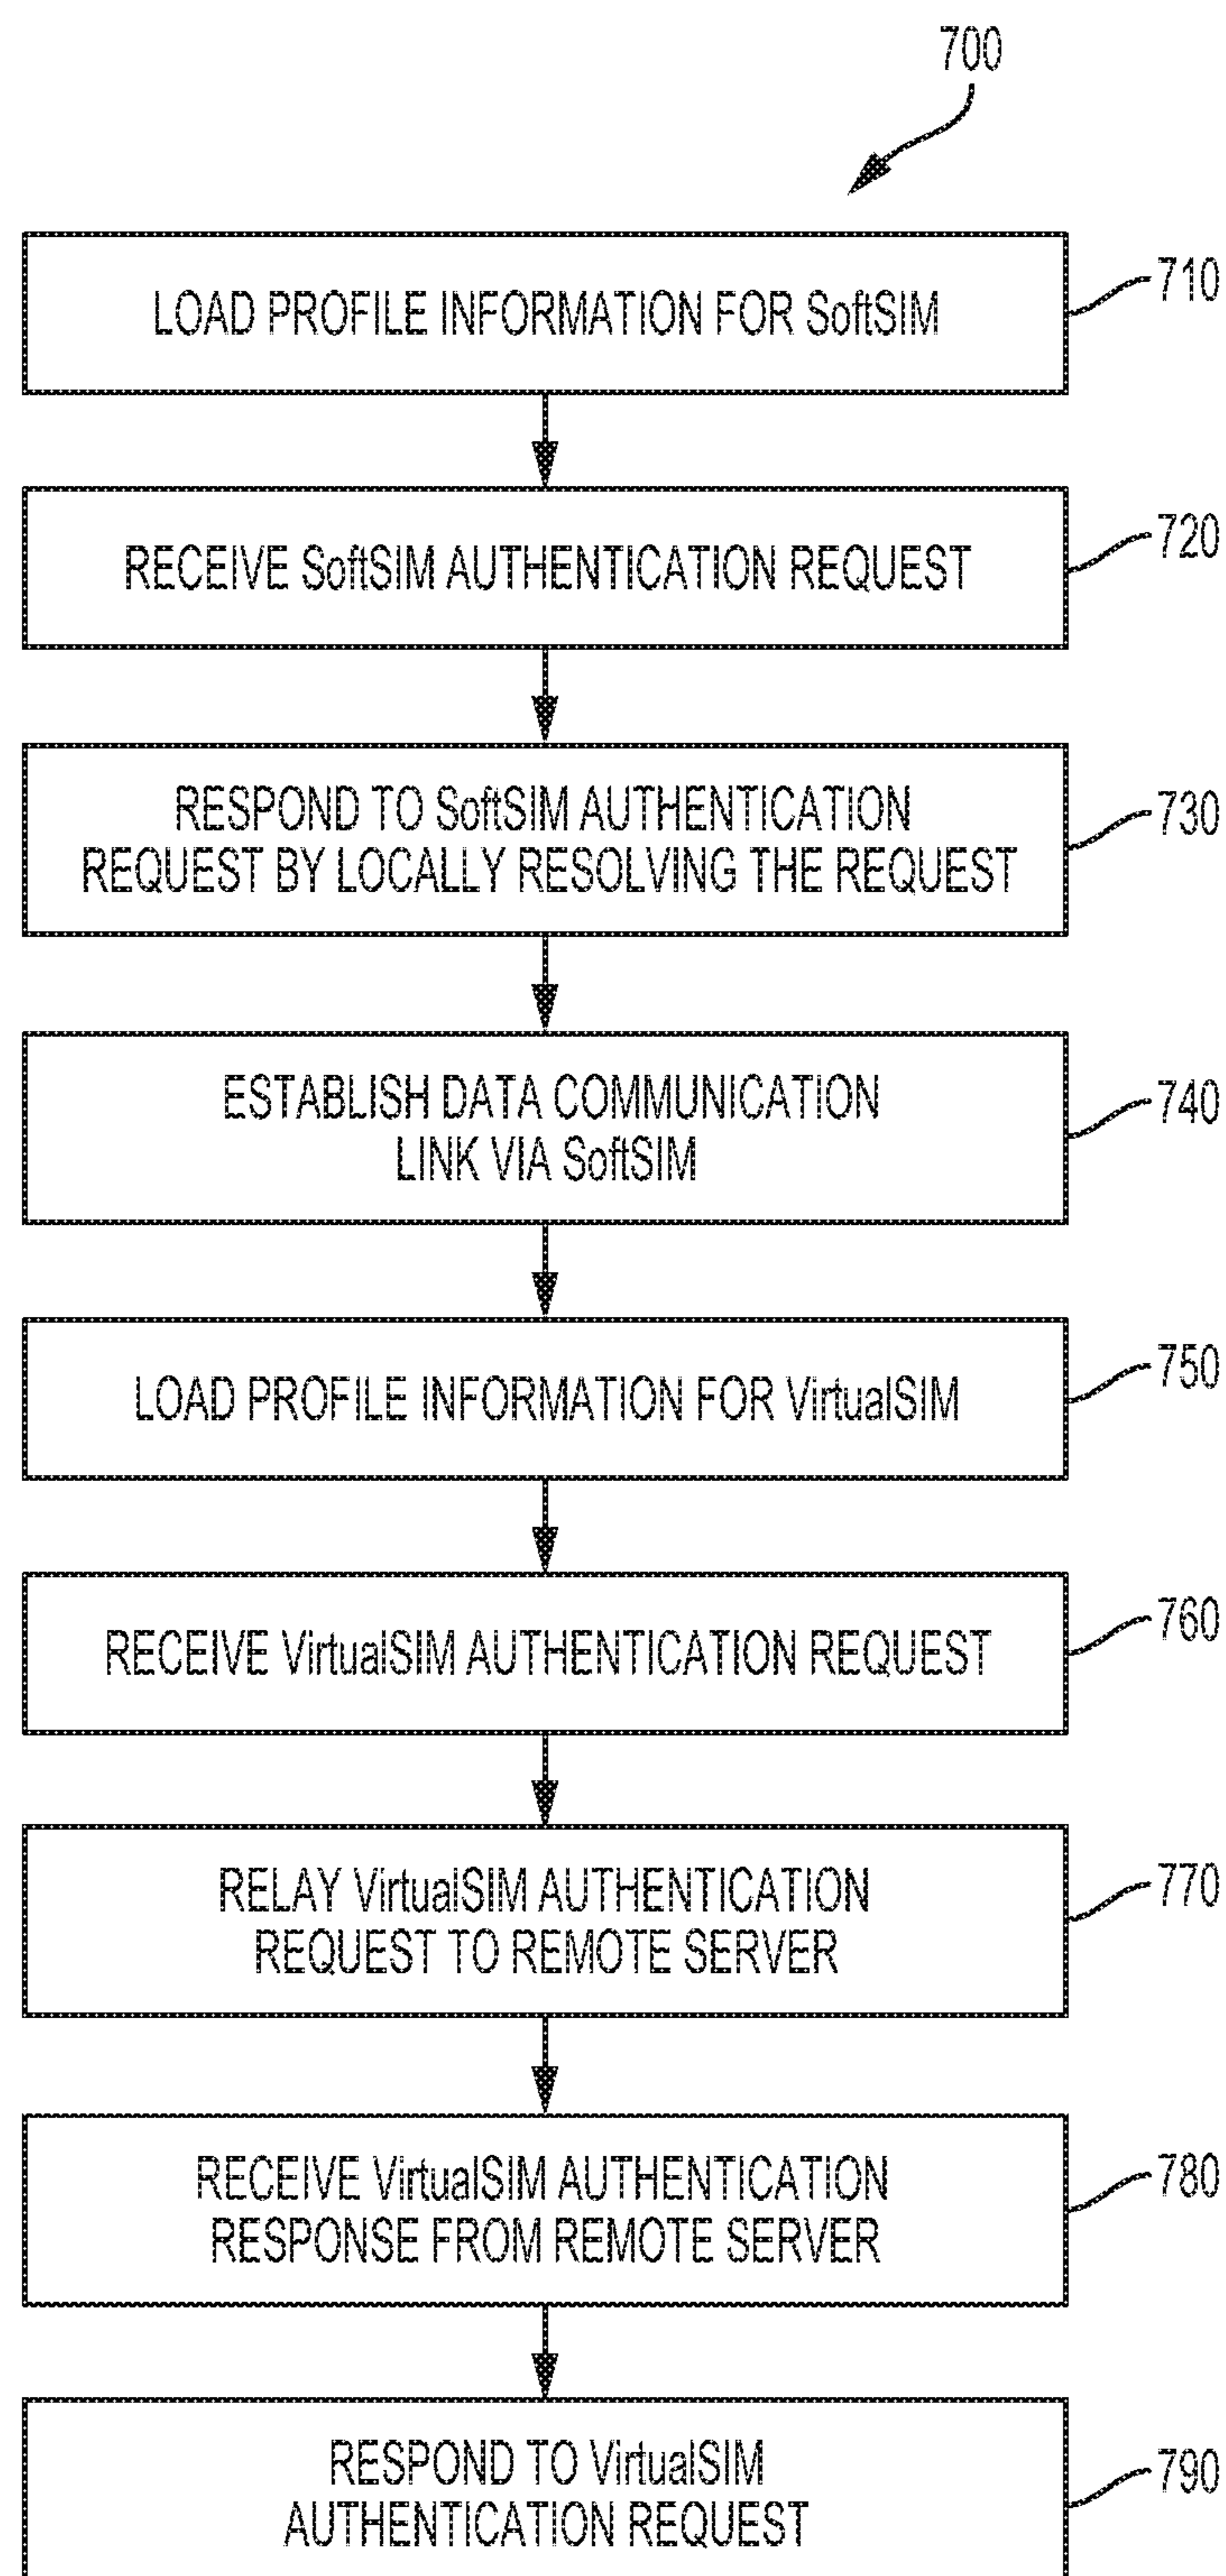 700
LOAD PROFILE INFORMATION FOR SoftSIM
710
RECEIVE SoftSIM AUTHENTICATION REQUEST
720
RESPOND TO SoftSIM AUTHENTICATION
REQUEST BY LOCALLY RESOLVING THE REQUEST
730
ESTABLISH DATA COMMUNICATION
LINK VIA SoftSIM
740
LOAD PROFILE INFORMATION FOR VirtualSIM
750
RECEIVE VirtualSIM AUTHENTICATION REQUEST
760
RELAY VirtualSIM AUTHENTICATION
REQUEST TO REMOTE SERVER
770
RECEIVE VirtualSIM AUTHENTICATION
RESPONSE FROM REMOTE SERVER
780
RESPOND TO VirtualSIM
AUTHENTICATION REQUEST
790